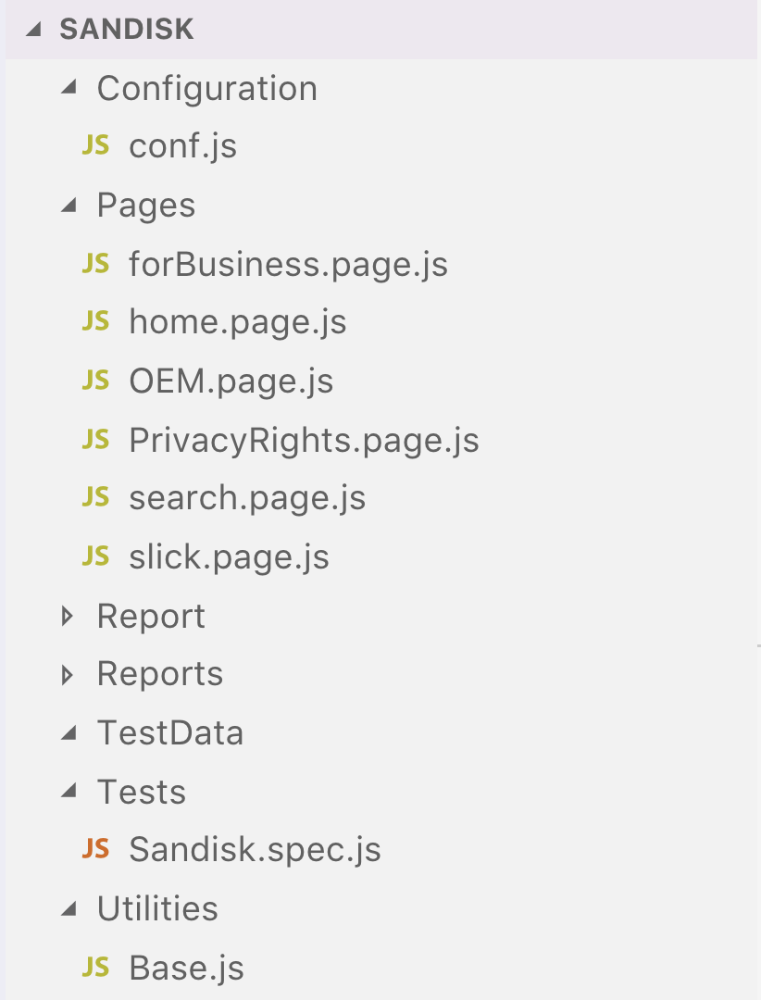 SANDISK
Configuration
JS conf.js
Pages
JS forBusiness.page.js
JS home.page.js
JS OEM.page.js
JS PrivacyRights.page.js
JS search.page.js
JS slick.page.js
Report
Reports
TestData
Tests
JS Sandisk.spec.js
Utilities
JS Base.js